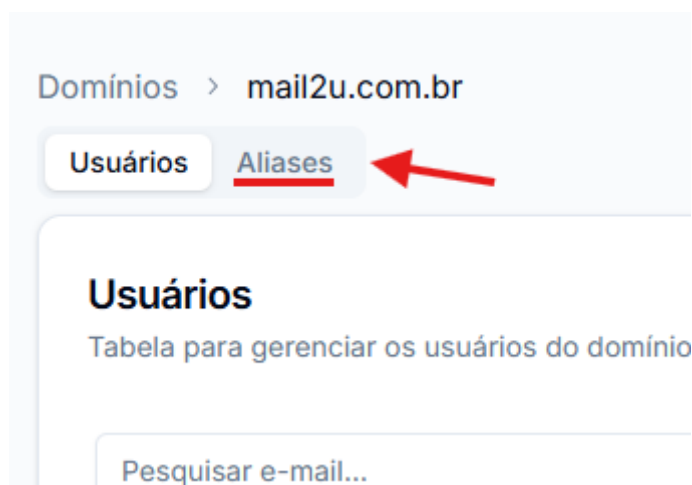 Domínios > mail2u.com.br
Usuários Aliases
Usuários
Tabela para gerenciar os usuários do domínio
Pesquisar e-mail...